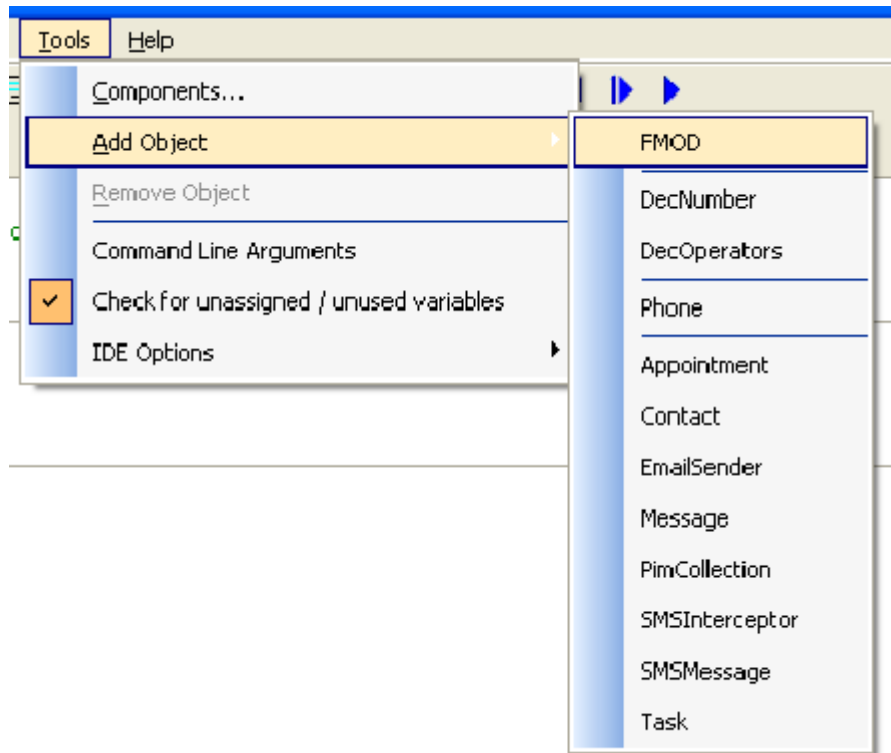 Tools Help
Components...
Add Object
Remove Object
Command Line Arguments
Check for unassigned / unused variables
IDE Options
FMOD
DecNumber
DecOperators
Phone
Appointment
Contact
EmailSender
Message
PimCollection
SMSInterceptor
SMSMessage
Task